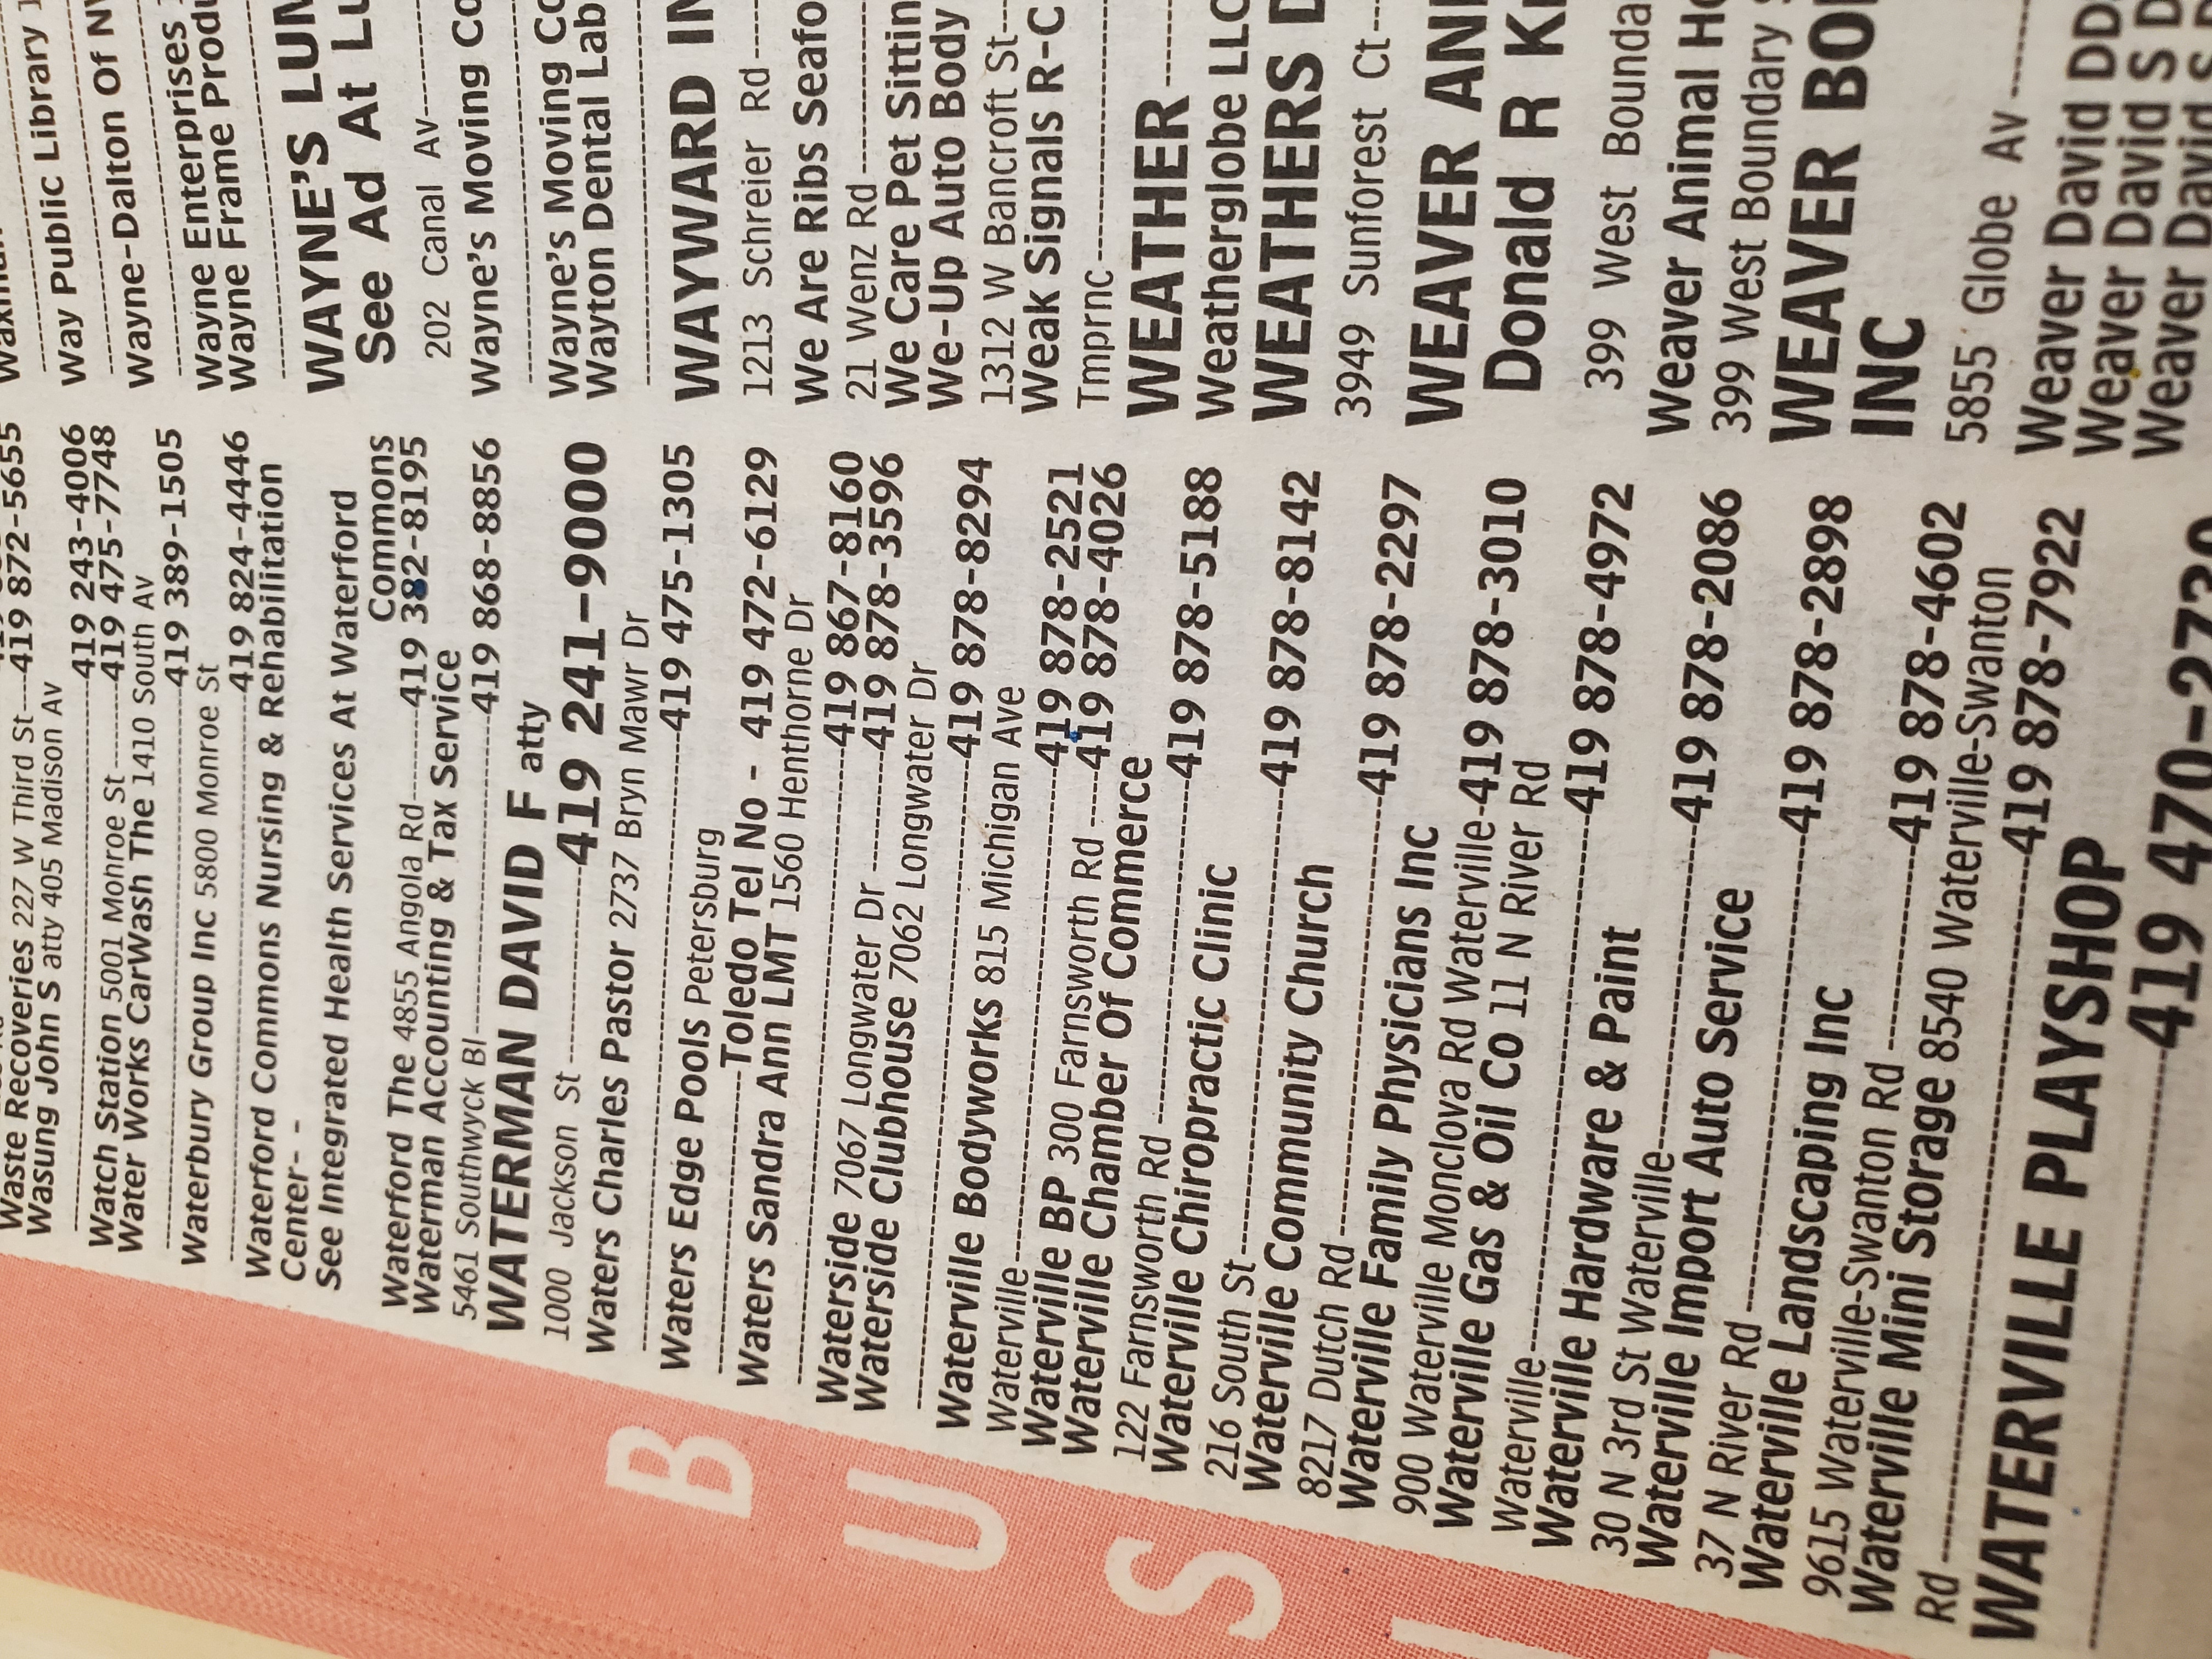 Waste Recoveries 227 W Third St---419 872-5655
Wasung John S atty 405 Madison Av
----------419 243-4006
Watch Station 5001 Monroe St------419 475-7748
Water Works CarWash The 1410 South Av
----------419 389-1505
Waterbury Group Inc 5800 Monroe St
----------419 824-4446
Waterford Commons Nursing & Rehabilitation
Center- -
See Integrated Health Services At Waterford
Commons
Waterford The 4855 Angola Rd------419 382-8195
Waterman Accounting & Tax Service
5461 Southwyck Bl----------419 868-8856
WATERMAN DAVID F atty
1000 Jackson St----------419 241-9000
Waters Charles Pastor 2737 Bryn Mawr Dr
----------419 475-1305
Waters Edge Pools Petersburg
----------Toledo Tel No - 419 472-6129
Waters Sandra Ann LMT 1560 Henthorne Dr
----------419 867-8160
Waterside 7067 Longwater Dr------419 878-3596
Waterside Clubhouse 7062 Longwater Dr
----------419 878-8294
Waterville Bodyworks 815 Michigan Ave
Waterville----------419 878-2521
Waterville BP 300 Farnsworth Rd----419 878-4026
Waterville Chamber Of Commerce
122 Farnsworth Rd----------419 878-5188
Waterville Chiropractic Clinic
216 South St----------419 878-8142
Waterville Community Church
8217 Dutch Rd----------419 878-2297
Waterville Family Physicians Inc
900 Waterville Monclova Rd Waterville-419 878-3010
Waterville Gas & Oil Co 11 N River Rd
Waterville----------419 878-4972
Waterville Hardware & Paint
30 N 3rd St Waterville----------419 878-2086
Waterville Import Auto Service
37 N River Rd----------419 878-2898
Waterville Landscaping Inc
9615 Waterville-Swanton Rd------419 878-4602
Waterville Mini Storage 8540 Waterville-Swanton
Rd----------419 878-7922
WATERVILLE PLAYSHOP
----------419 470-2730
Way Public Library
Wayne-Dalton Of
Wayne Enterprises
Wayne Frame
WAYNE'S
See Ad At
202 Canal Av------
Wayne's Moving
Wayne's Moving
Wayton Dental Lab
WAYWARD
1213 Schreier Rd------
We Are Ribs
21 Wenz Rd------
We Care Pet
We-Up Auto Body
1312 W Bancroft St---
Weak Signals
Tmprnc----------
WEATHER------
Weatherglobe LLC
WEATHERS
3949 Sunforest Ct---
WEAVER
Donald R
399 West
Weaver Animal
399 West Boundary
WEAVER
INC
5855 Globe Av------
Weaver David
Weaver David S
Weaver David S
B
U
S